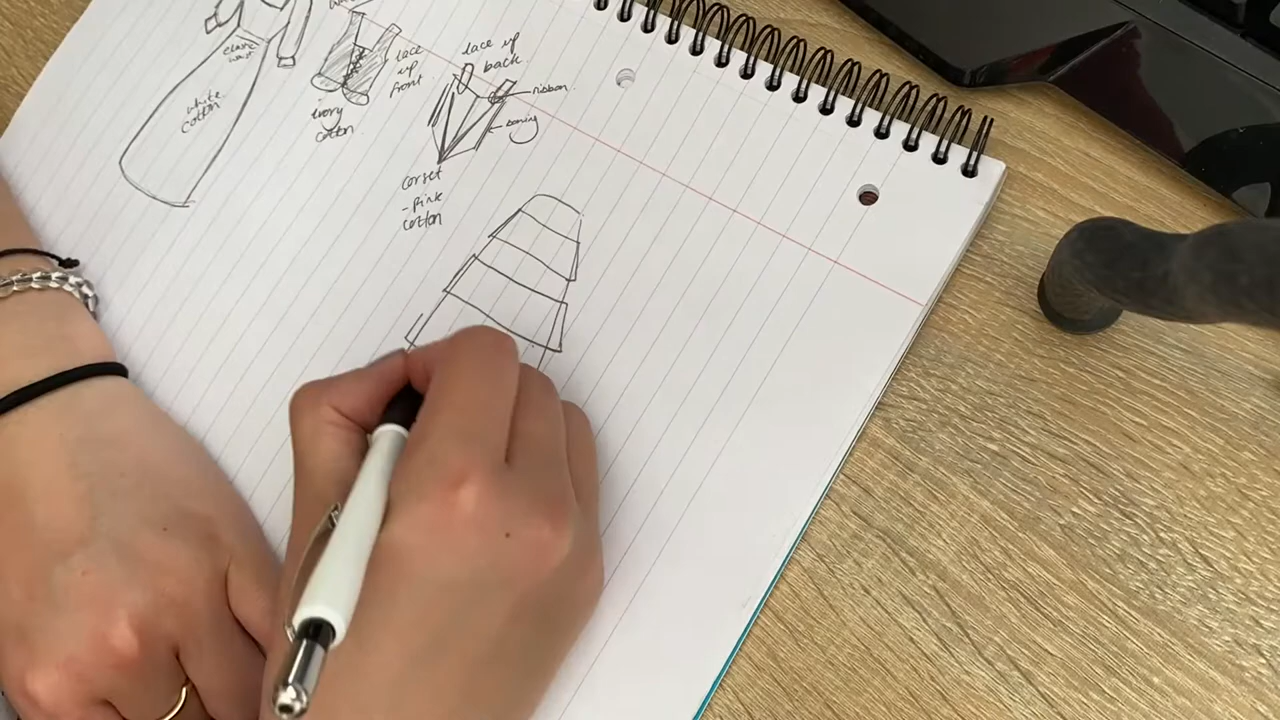 elastic
waist
white
cotton
lace
up
front
ivory
cotton
lace up
back
ribbon
boning
corset
-pink
cotton